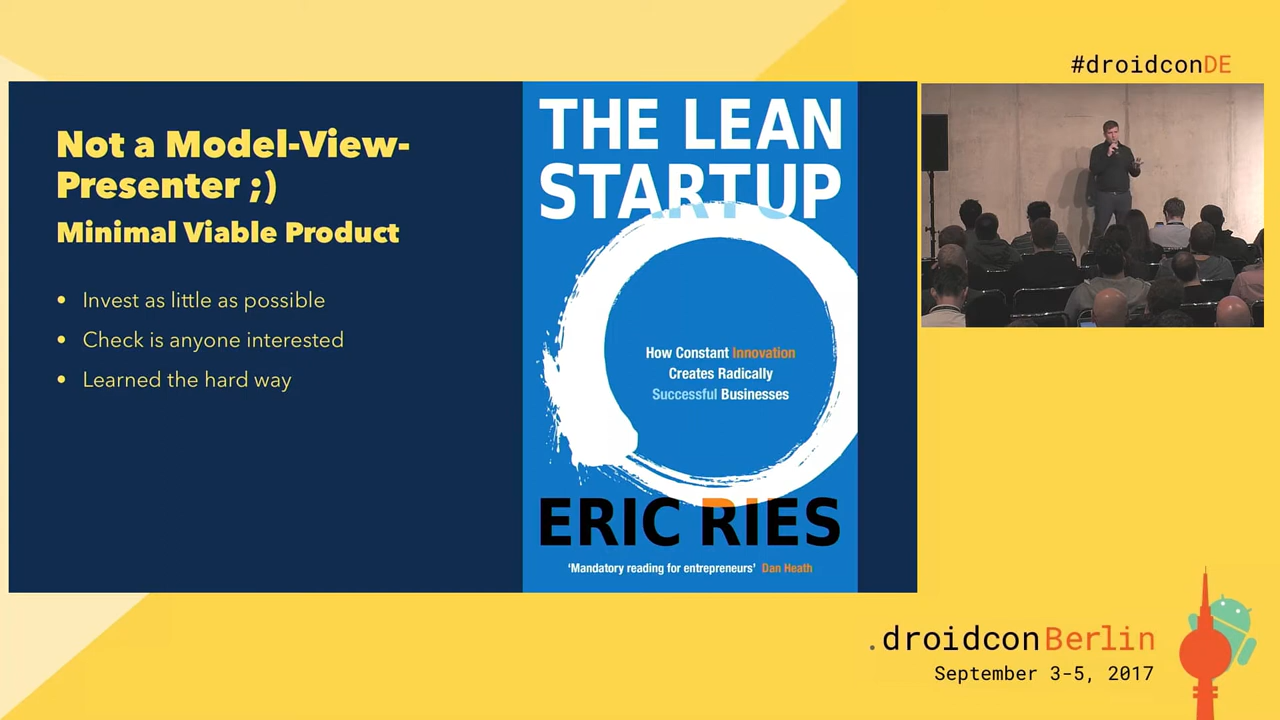 #droidconDE
Not a Model-View-
Presenter ;)
Minimal Viable Product
• Invest as little as possible
• Check is anyone interested
• Learned the hard way
THE LEAN
STARTUP
How Constant Innovation
Creates Radically
Successful Businesses
ERIC RIES
‘Mandatory reading for entrepreneurs’ Dan Heath
.droidconBerlin
September 3-5, 2017